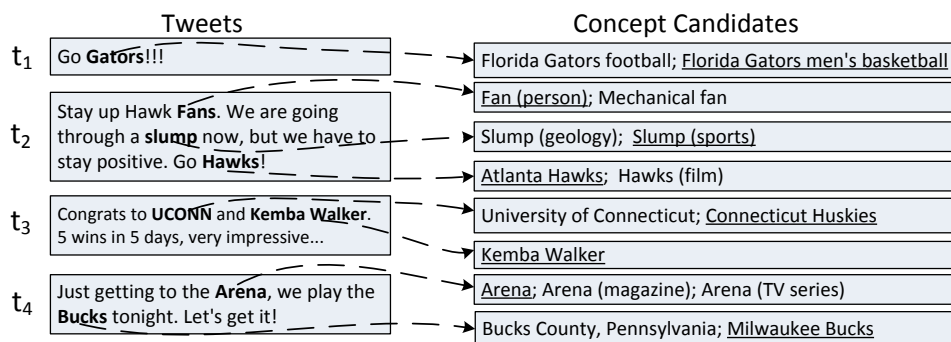 Tweets
Concept Candidates
t1
Go Gators!!!
Florida Gators football; Florida Gators men's basketball
t2
Stay up Hawk Fans. We are going
through a slump now, but we have to
stay positive. Go Hawks!
Fan (person); Mechanical fan
Slump (geology); Slump (sports)
Atlanta Hawks; Hawks (film)
t3
Congrats to UCONN and Kemba Walker.
5 wins in 5 days, very impressive...
University of Connecticut; Connecticut Huskies
Kemba Walker
t4
Just getting to the Arena, we play the
Bucks tonight. Let's get it!
Arena; Arena (magazine); Arena (TV series)
Bucks County, Pennsylvania; Milwaukee Bucks